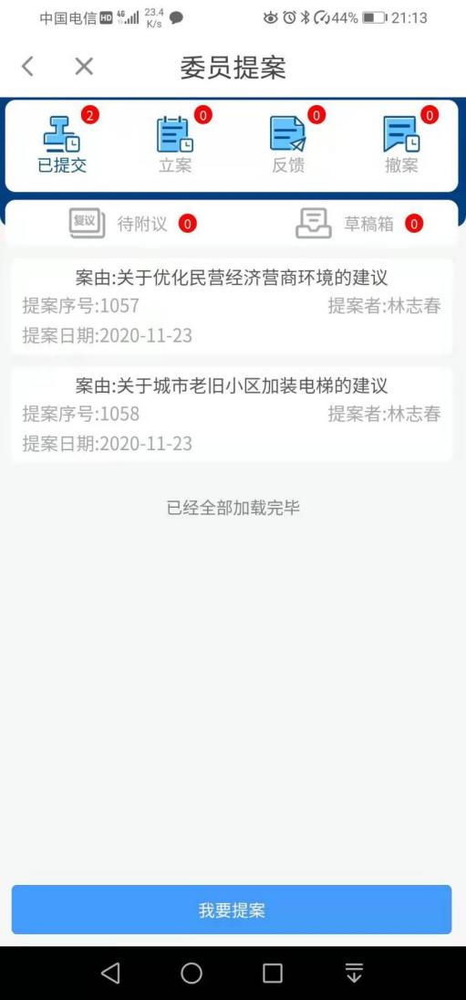 中国电信 HD 4G 23.4 K/s 44% 21:13
委员提案
2 0 0 0
已提交 立案 反馈 撤案
复议 待附议 0 草稿箱 0
案由:关于优化民营经济营商环境的建议
提案序号:1057 提案者:林志春
提案日期:2020-11-23
案由:关于城市老旧小区加装电梯的建议
提案序号:1058 提案者:林志春
提案日期:2020-11-23
已经全部加载完毕
我要提案